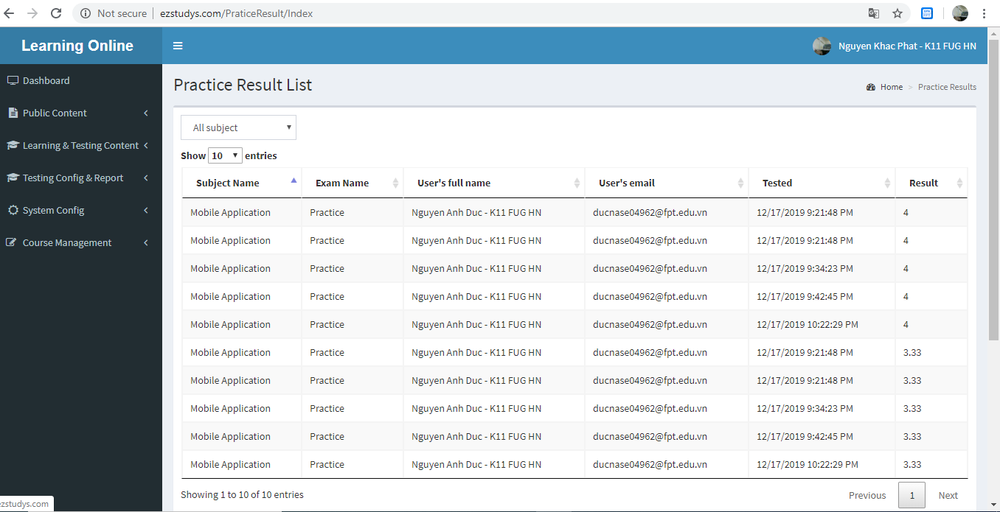 Not secure | ezstudys.com/PraticeResult/Index
Learning Online
Nguyen Khac Phat - K11 FUG HN
Dashboard
Public Content
Learning & Testing Content
Testing Config & Report
System Config
Course Management
Practice Result List
Home > Practice Results
All subject
Show 10 entries
Subject Name Exam Name User's full name User's email Tested Result
Mobile Application Practice Nguyen Anh Duc - K11 FUG HN ducnase04962@fpt.edu.vn 12/17/2019 9:21:48 PM 4
Mobile Application Practice Nguyen Anh Duc - K11 FUG HN ducnase04962@fpt.edu.vn 12/17/2019 9:21:48 PM 4
Mobile Application Practice Nguyen Anh Duc - K11 FUG HN ducnase04962@fpt.edu.vn 12/17/2019 9:34:23 PM 4
Mobile Application Practice Nguyen Anh Duc - K11 FUG HN ducnase04962@fpt.edu.vn 12/17/2019 9:42:45 PM 4
Mobile Application Practice Nguyen Anh Duc - K11 FUG HN ducnase04962@fpt.edu.vn 12/17/2019 10:22:29 PM 4
Mobile Application Practice Nguyen Anh Duc - K11 FUG HN ducnase04962@fpt.edu.vn 12/17/2019 9:21:48 PM 3.33
Mobile Application Practice Nguyen Anh Duc - K11 FUG HN ducnase04962@fpt.edu.vn 12/17/2019 9:21:48 PM 3.33
Mobile Application Practice Nguyen Anh Duc - K11 FUG HN ducnase04962@fpt.edu.vn 12/17/2019 9:34:23 PM 3.33
Mobile Application Practice Nguyen Anh Duc - K11 FUG HN ducnase04962@fpt.edu.vn 12/17/2019 9:42:45 PM 3.33
Mobile Application Practice Nguyen Anh Duc - K11 FUG HN ducnase04962@fpt.edu.vn 12/17/2019 10:22:29 PM 3.33
Showing 1 to 10 of 10 entries
Previous 1 Next
ezstudys.com